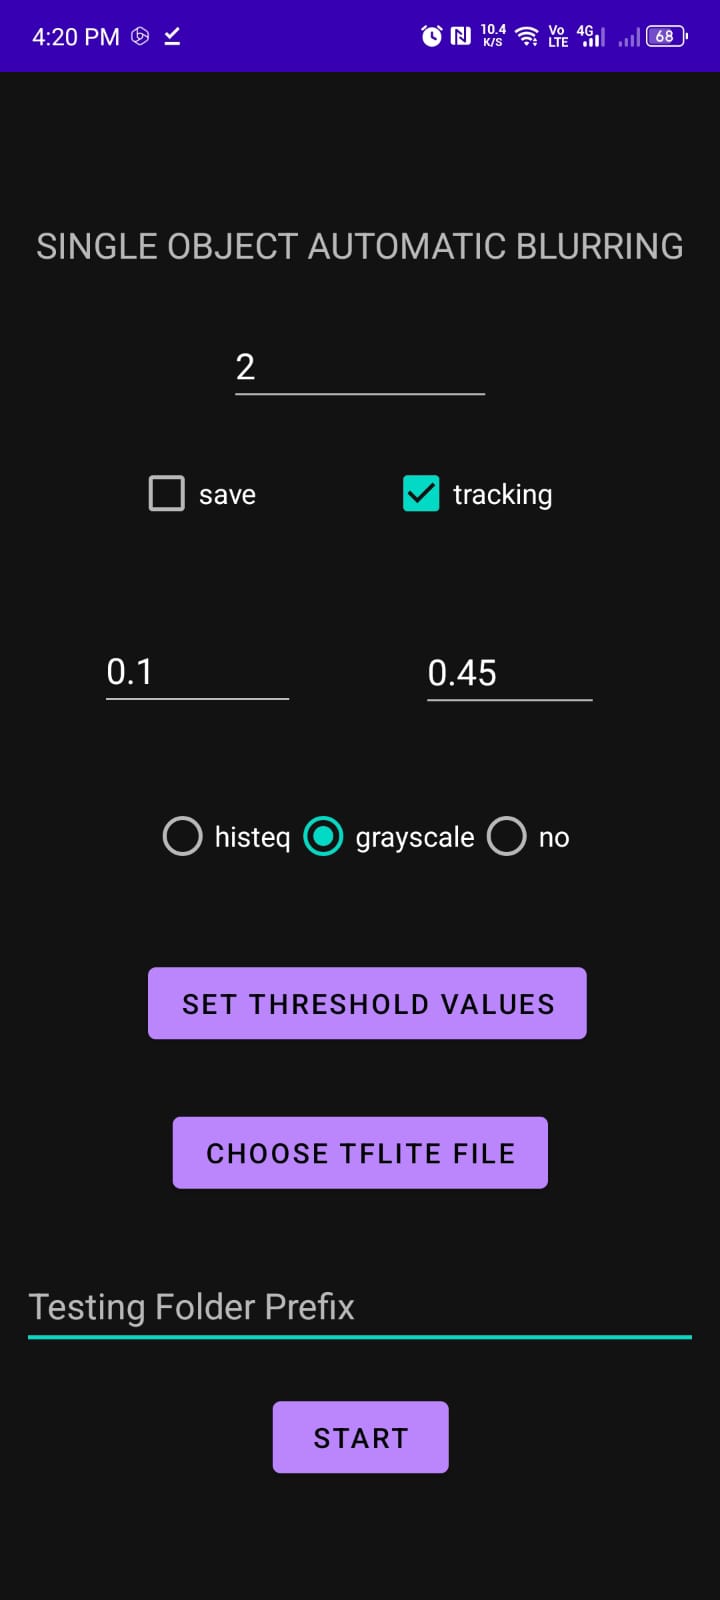 4:20 PM 10.4 K/S Vo LTE 4G 68
SINGLE OBJECT AUTOMATIC BLURRING
2
save tracking
0.1 0.45
histeq grayscale no
SET THRESHOLD VALUES
CHOOSE TFLITE FILE
Testing Folder Prefix
START